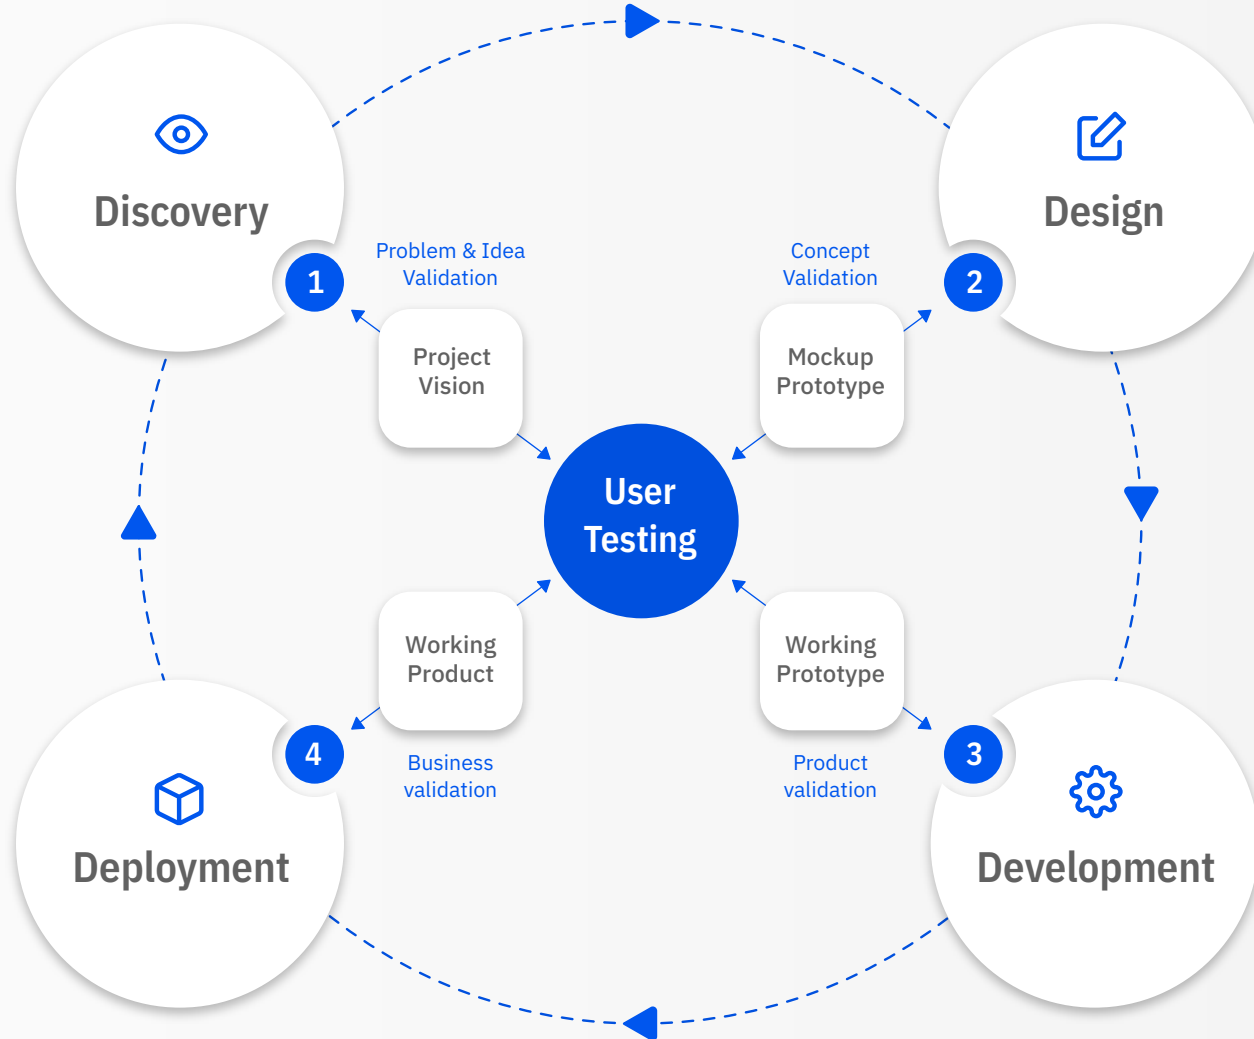 Discovery
Design
1
Problem & Idea
Validation
Concept
Validation
2
Project
Vision
Mockup
Prototype
User
Testing
Working
Product
Working
Prototype
4
Business
validation
Product
validation
3
Deployment
Development